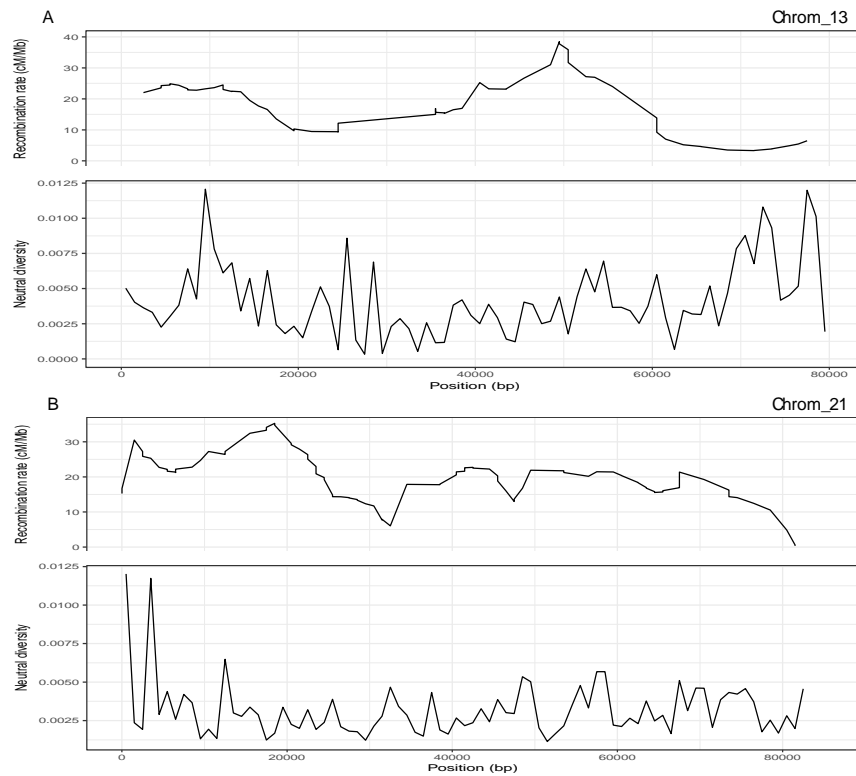 A
Chrom_13
Recombination rate (cM/Mb)
40
30
20
10
0
Neutral diversity
0.0125
0.0100
0.0075
0.0050
0.0025
0.0000
0 20000 40000 60000 80000
Position (bp)
B
Chrom_21
Recombination rate (cM/Mb)
30
20
10
0
Neutral diversity
0.0125
0.0100
0.0075
0.0050
0.0025
0 20000 40000 60000 80000
Position (bp)